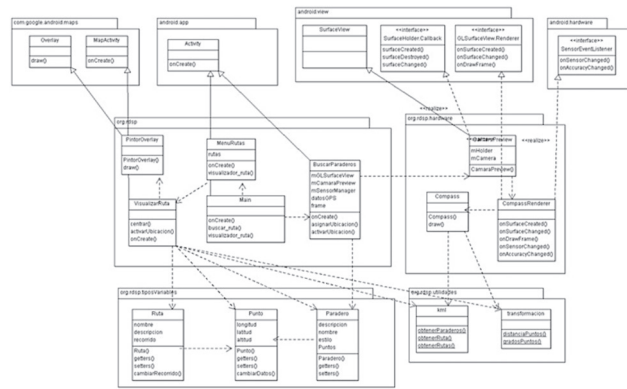 com.google.android.maps
Overlay
draw()
MapActivity
onCreate()
android.app
Activity
onCreate()
android.view
SurfaceView
<<interface>>
SurfaceHolder.Callback
surfaceCreated()
surfaceDestroyed()
surfaceChanged()
<<interface>>
GLSurfaceView.Renderer
onSurfaceCreated()
onSurfaceChanged()
onDrawFrame()
android.hardware
<<interface>>
SensorEventListener
onSensorChanged()
onAccuracyChanged()
<<realize>>
<<realize>>
org.rdsp
PintorOverlay
PintorOverlay()
draw()
MenuRutas
rutas
onCreate()
visualizador_ruta()
BuscarParaderos
mGLSurfaceView
mCamaraPreview
mSensorManager
datosGPS
frame
onCreate()
asignarUbicacion()
activarUbicacion()
VisualizarRuta
centrar()
activarUbicacion()
onCreate()
Main
onCreate()
buscar_ruta()
visualizador_ruta()
org.rdsp.hardware
CamaraPreview
mHolder
mCamera
CamaraPreview()
Compass
Compass()
draw()
CompassRenderer
onSurfaceCreated()
onSurfaceChanged()
onDrawFrame()
onSensorChanged()
onAccuracyChanged()
org.rdsp.tiposVariables
Ruta
nombre
descripcion
recorrido
Ruta()
getters()
setters()
cambiarRecorrido()
Punto
longitud
latitud
altitud
Punto()
getters()
setters()
cambiarDatos()
Paradero
descripcion
nombre
estilo
Puntos
Paradero()
getters()
setters()
kml
obtenerParaderos()
obtenerRuta()
obtenerRutas()
transformacion
distanciaPuntos()
gradosPuntos()